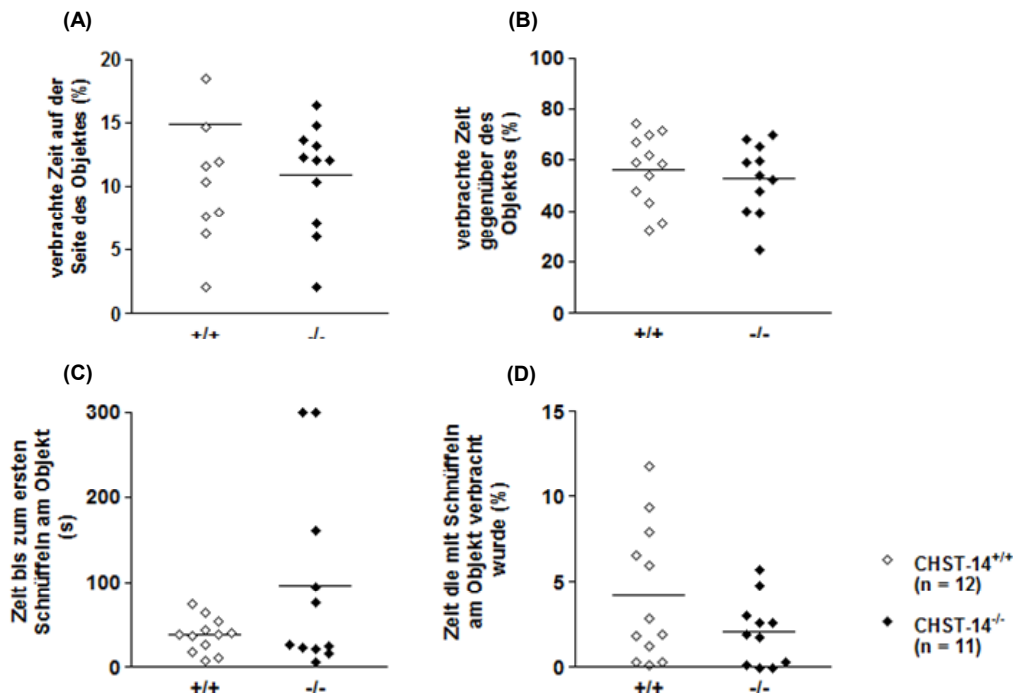 (A)
verbrachte Zeit auf der
Seite des Objektes (%)
20
15
10
5
0
+/+
-/-
(B)
verbrachte Zeit
gegenüber des
Objektes (%)
100
80
60
40
20
0
+/+
-/-
(C)
Zeit bis zum ersten
Schnüffeln am Objekt
(s)
300
200
100
0
+/+
-/-
(D)
Zeit die mit Schnüffeln
am Objekt verbracht
wurde (%)
15
10
5
0
+/+
-/-
CHST-14+/+
(n = 12)
CHST-14-/-
(n = 11)